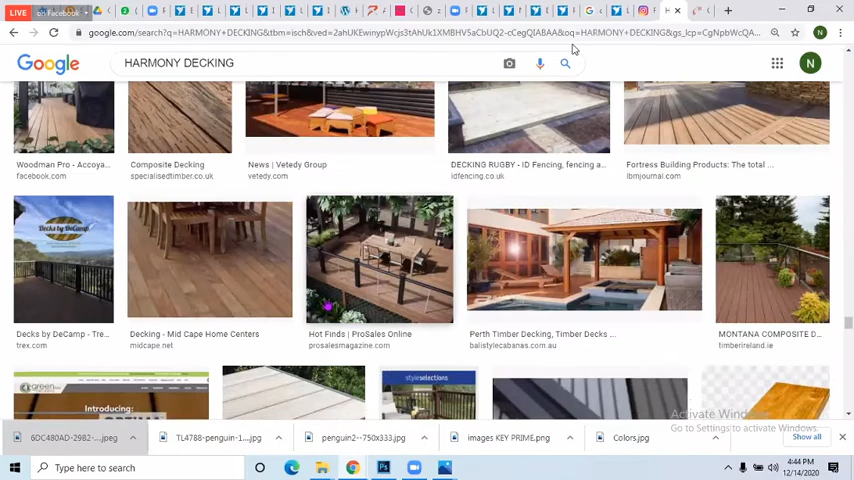 LIVE on Facebook
google.com/search?q=HARMONY+DECKING&tbm=isch&ved=2ahUKEwinypWcjs3tAhUk1XMBHV5aCbUQ2-cCegQIABAA&oq=HARMONY+DECKING&gs_lcp=CgNpbWcQA...
N
Google
HARMONY DECKING
N
Woodman Pro - Accoya...
facebook.com
Composite Decking
specialisedtimber.co.uk
News | Vetedy Group
vetedy.com
DECKING RUGBY - ID Fencing, fencing a...
idfencing.co.uk
Fortress Building Products: The total ...
lbmjournal.com
Decks by DeCamp
Decks by DeCamp - Tre...
trex.com
Decking - Mid Cape Home Centers
midcape.net
Hot Finds | ProSales Online
prosalesmagazine.com
Perth Timber Decking, Timber Decks ...
balistylecabanas.com.au
MONTANA COMPOSITE D...
timberireland.ie
green
Introducing:
styleselections
Activate Windows
Go to Settings to activate Windows.
6DC480AD-29B2-....jpeg
TL4788-penguin-1....jpg
penguin2--750x333.jpg
images KEY PRIME.png
Colors.jpg
Show all
Type here to search
4:44 PM
12/14/2020